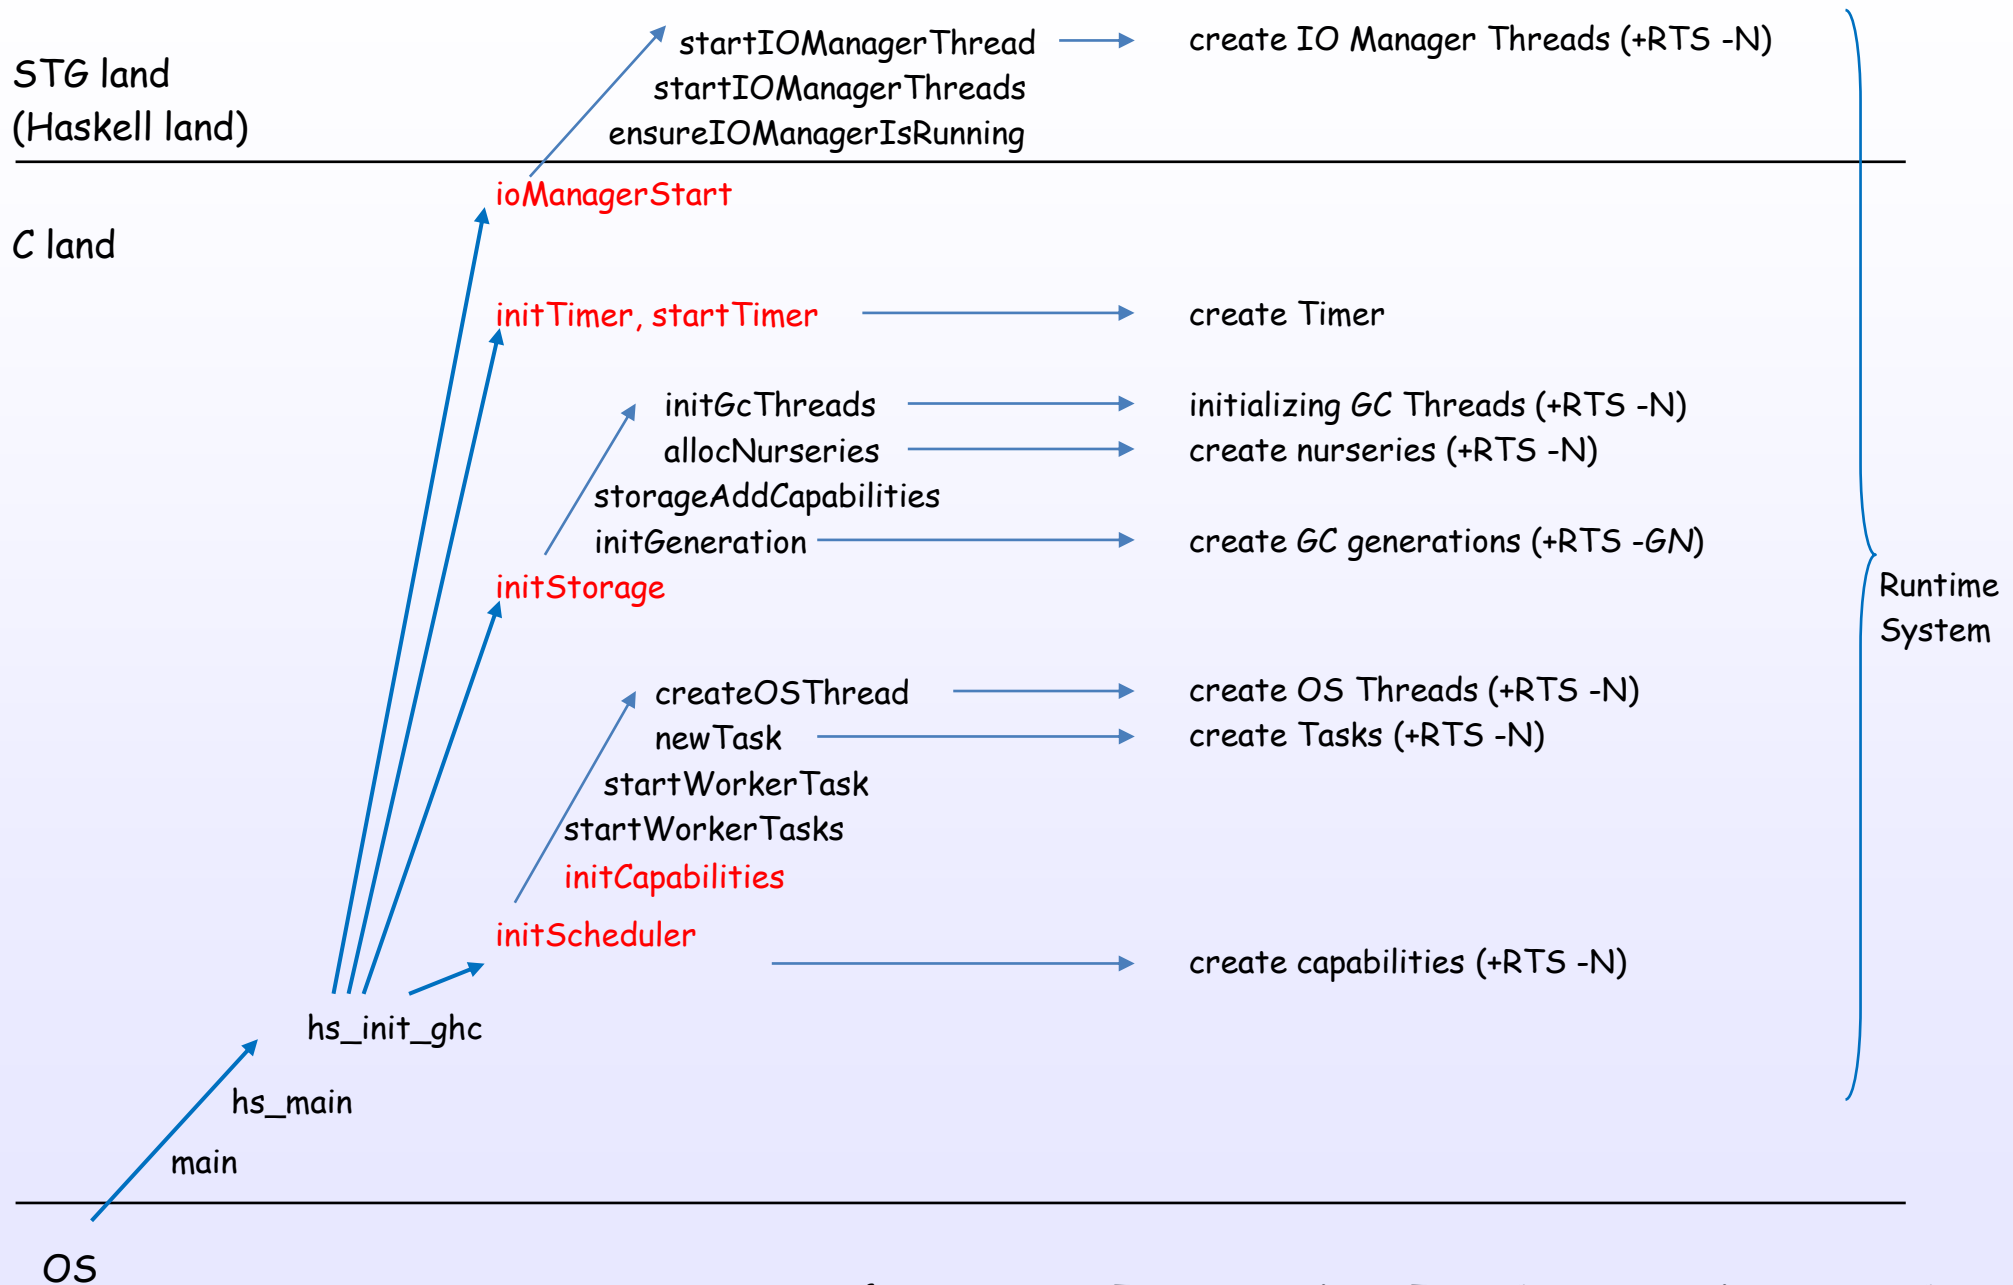 startIOManagerThread
create IO Manager Threads (+RTS -N)
STG land
(Haskell land)
startIOManagerThreads
ensureIOManagerIsRunning
ioManagerStart
C land
initTimer, startTimer
create Timer
initGcThreads
initializing GC Threads (+RTS -N)
allocNurseries
create nurseries (+RTS -N)
storageAddCapabilities
initGeneration
create GC generations (+RTS -GN)
initStorage
Runtime
System
createOSThread
create OS Threads (+RTS -N)
newTask
create Tasks (+RTS -N)
startWorkerTask
startWorkerTasks
initCapabilities
initScheduler
create capabilities (+RTS -N)
hs_init_ghc
hs_main
main
OS